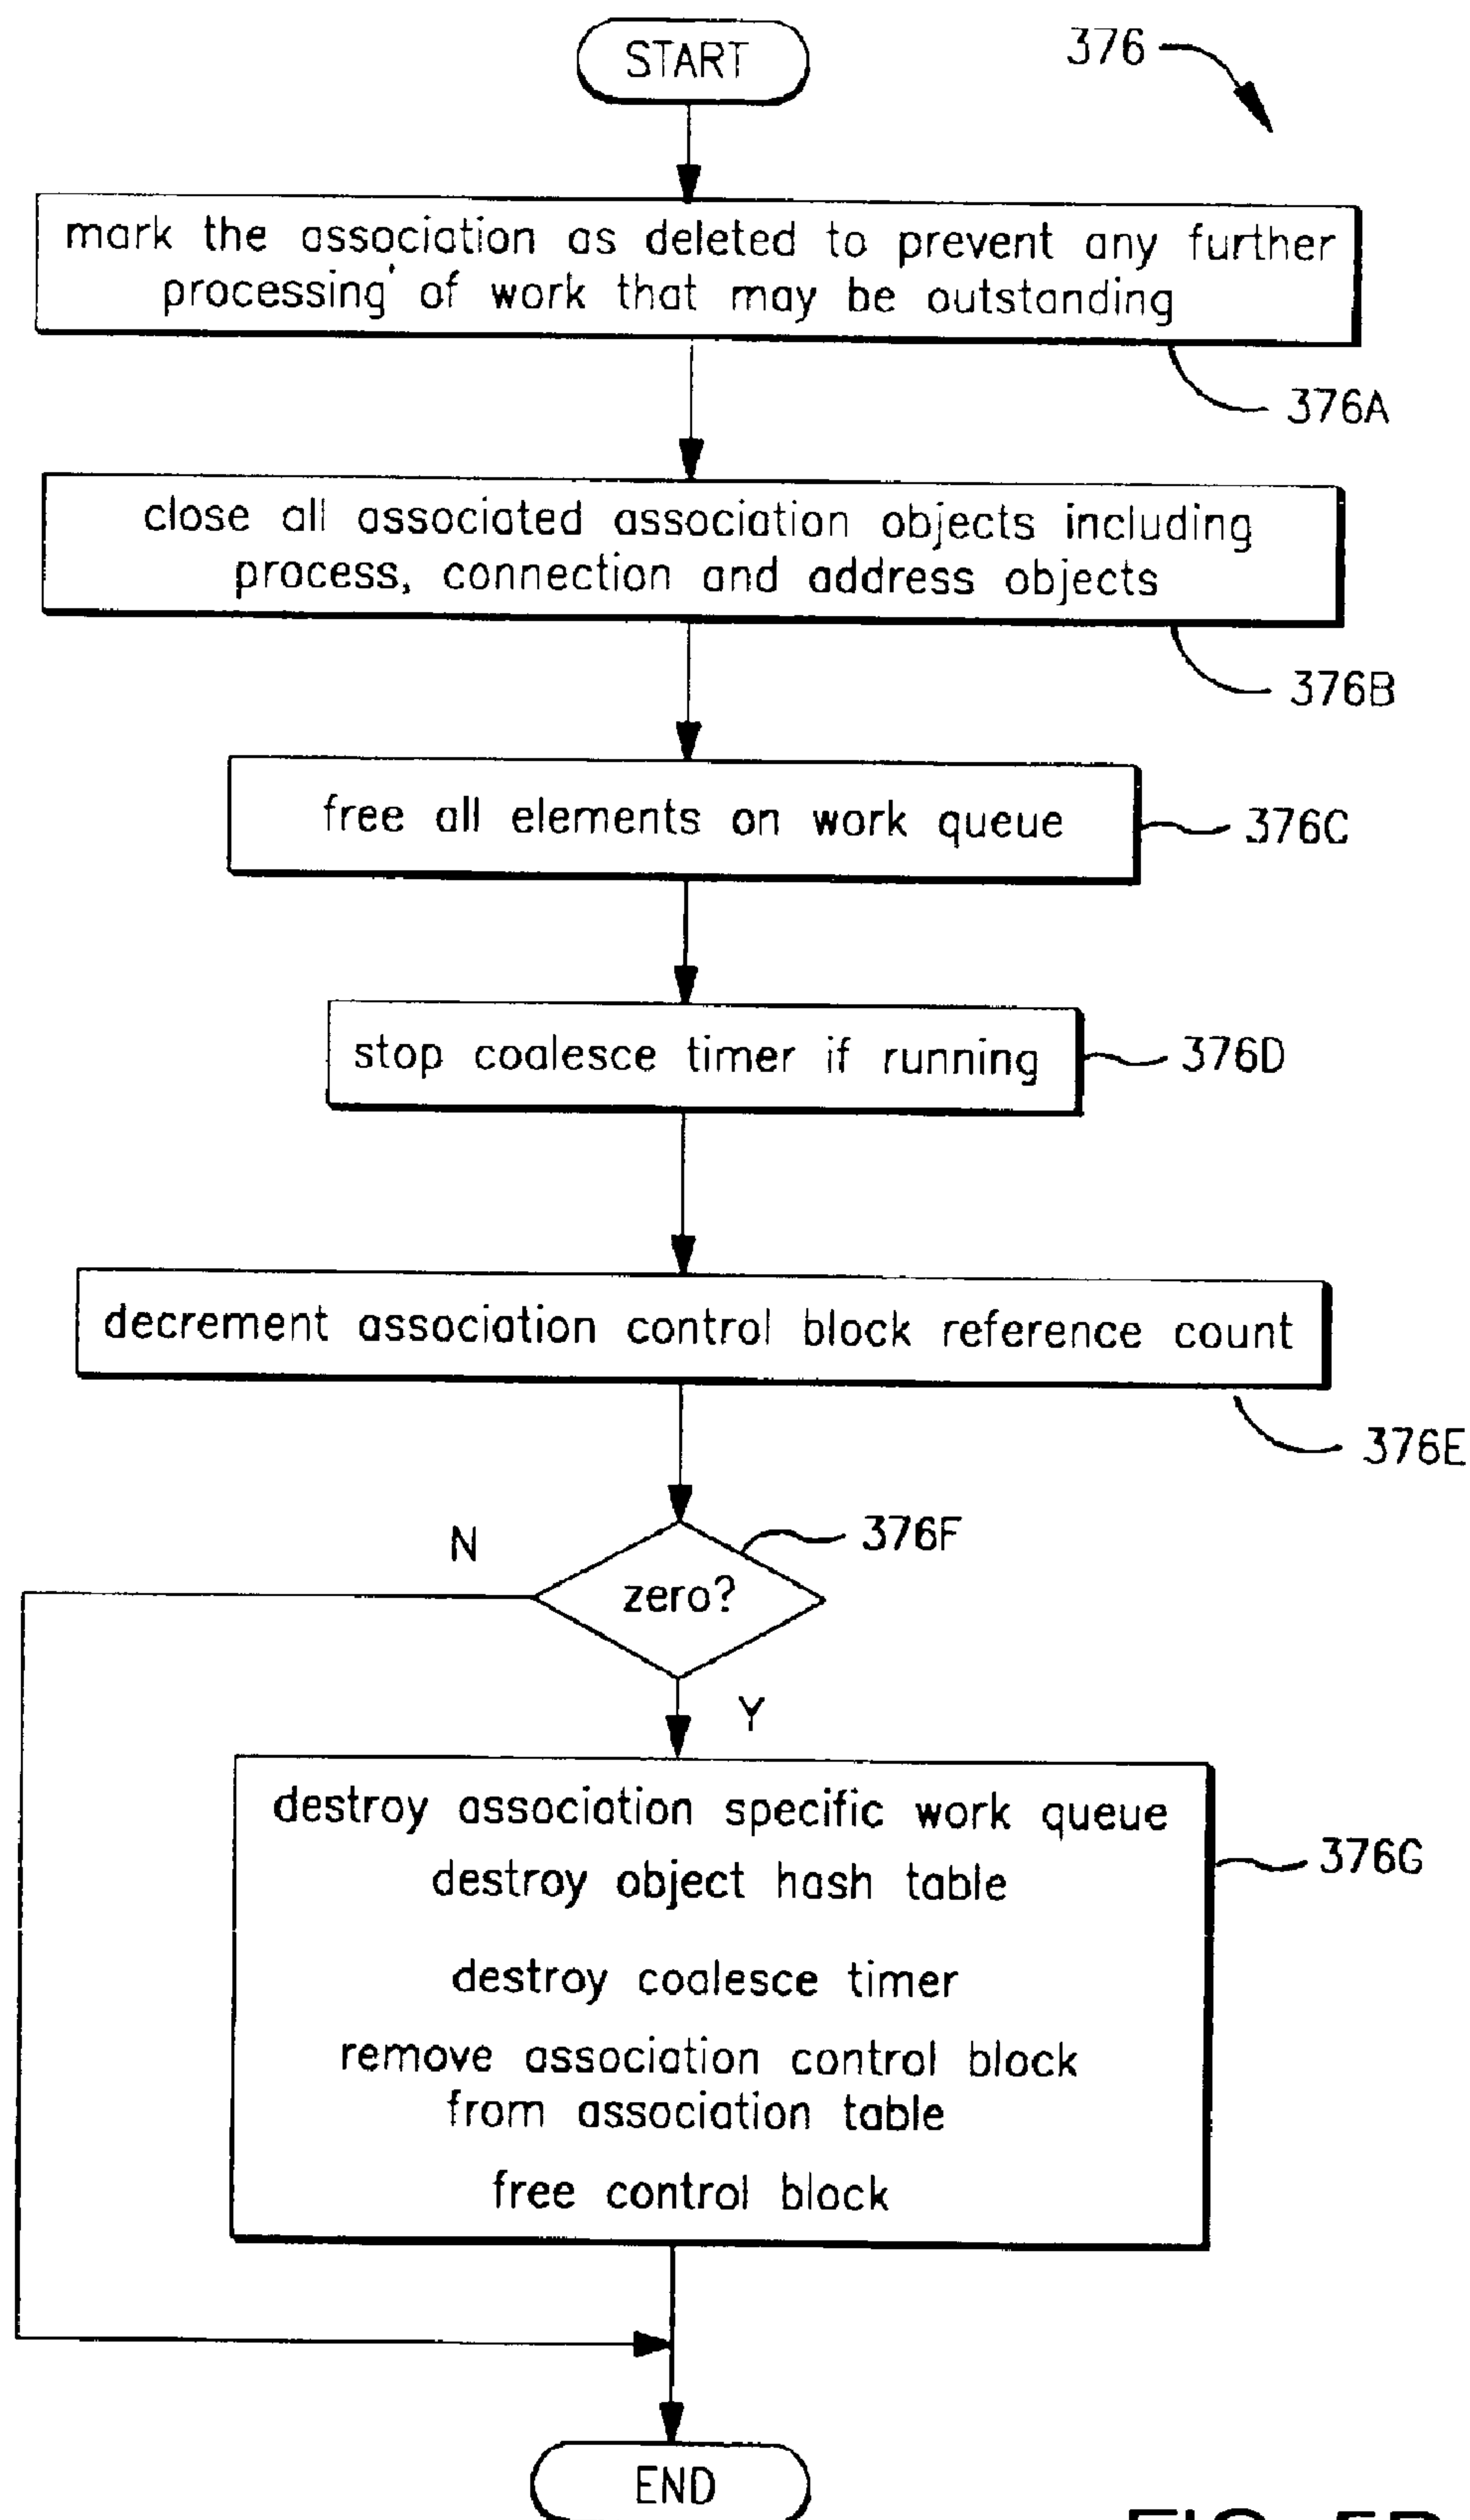 START
376
mark the association as deleted to prevent any further
processing of work that may be outstanding
376A
close all associated association objects including
process, connection and address objects
376B
free all elements on work queue
376C
stop coalesce timer if running
376D
decrement association control block reference count
376E
376F
N
zero?
Y
destroy association specific work queue
destroy object hash table
376G
destroy coalesce timer
remove association control block
from association table
free control block
END